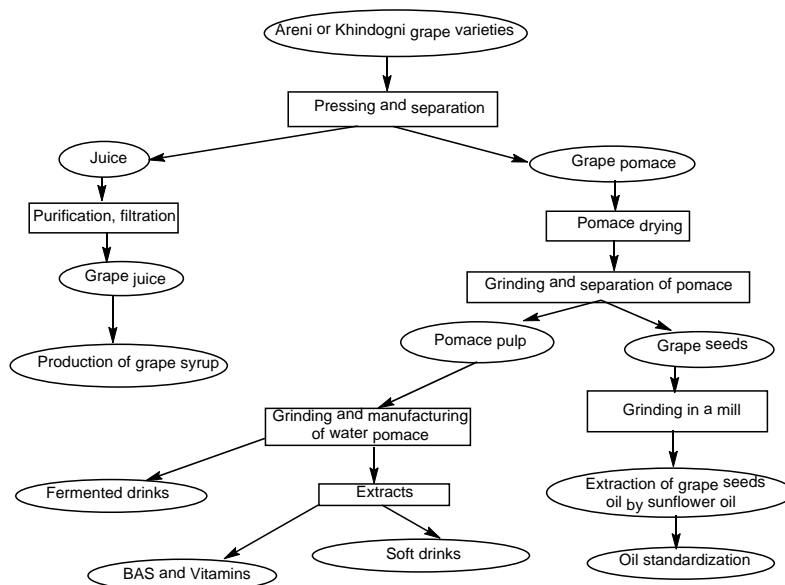 Areni or Khindogni grape varieties
Pressing and separation
Juice
Grape pomace
Purification, filtration
Pomace drying
Grape juice
Grinding and separation of pomace
Production of grape syrup
Pomace pulp
Grape seeds
Grinding and manufacturing
of water pomace
Grinding in a mill
Fermented drinks
Extracts
Extraction of grape seeds
oil by sunflower oil
BAS and Vitamins
Soft drinks
Oil standardization